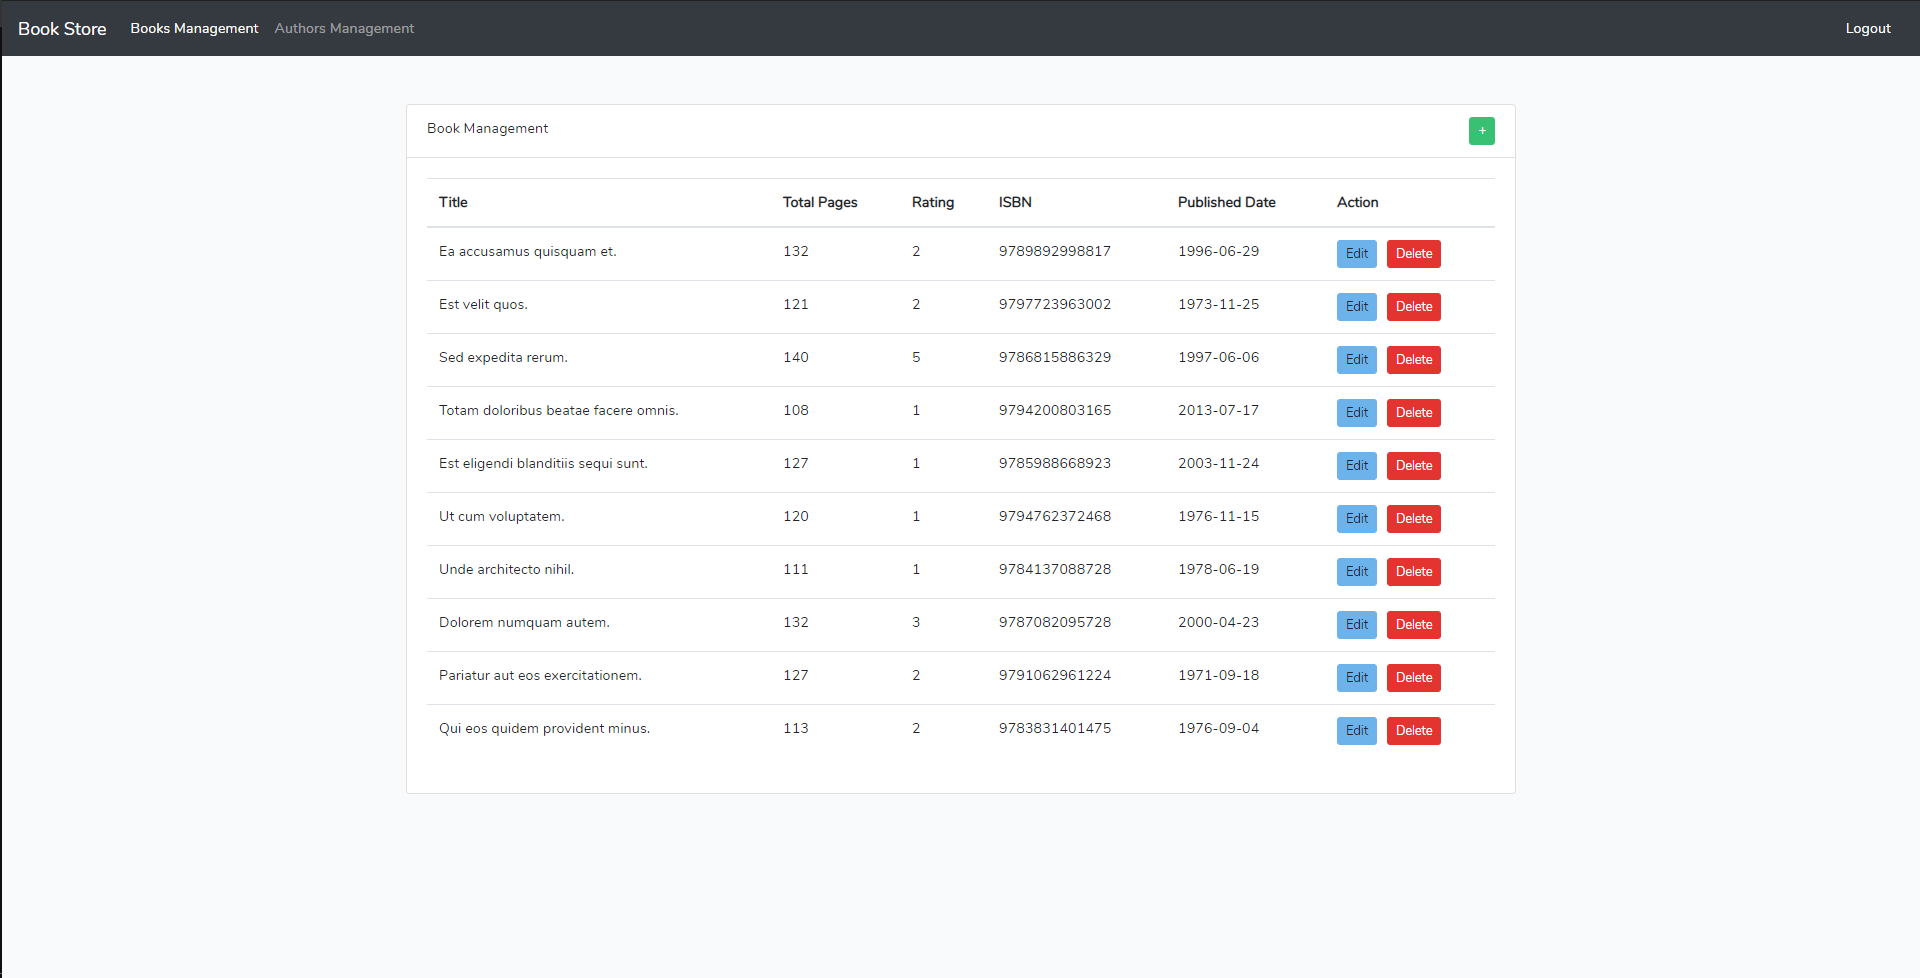 Book Store Books Management Authors Management Logout
Book Management +
Title Total Pages Rating ISBN Published Date Action
Ea accusamus quisquam et. 132 2 9789892998817 1996-06-29 Edit Delete
Est velit quos. 121 2 9797723963002 1973-11-25 Edit Delete
Sed expedita rerum. 140 5 9786815886329 1997-06-06 Edit Delete
Totam doloribus beatae facere omnis. 108 1 9794200803165 2013-07-17 Edit Delete
Est eligendi blanditiis sequi sunt. 127 1 9785988668923 2003-11-24 Edit Delete
Ut cum voluptatem. 120 1 9794762372468 1976-11-15 Edit Delete
Unde architecto nihil. 111 1 9784137088728 1978-06-19 Edit Delete
Dolorem numquam autem. 132 3 9787082095728 2000-04-23 Edit Delete
Pariatur aut eos exercitationem. 127 2 9791062961224 1971-09-18 Edit Delete
Qui eos quidem provident minus. 113 2 9783831401475 1976-09-04 Edit Delete